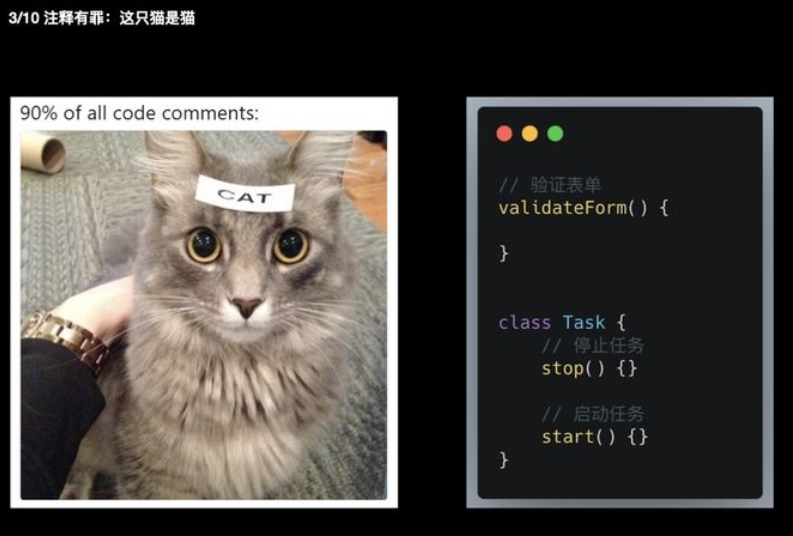 3/10 注释有罪：这只猫是猫
90% of all code comments:
CAT
// 验证表单
validateForm() {
}
class Task {
// 停止任务
stop() {}
// 启动任务
start() {}
}